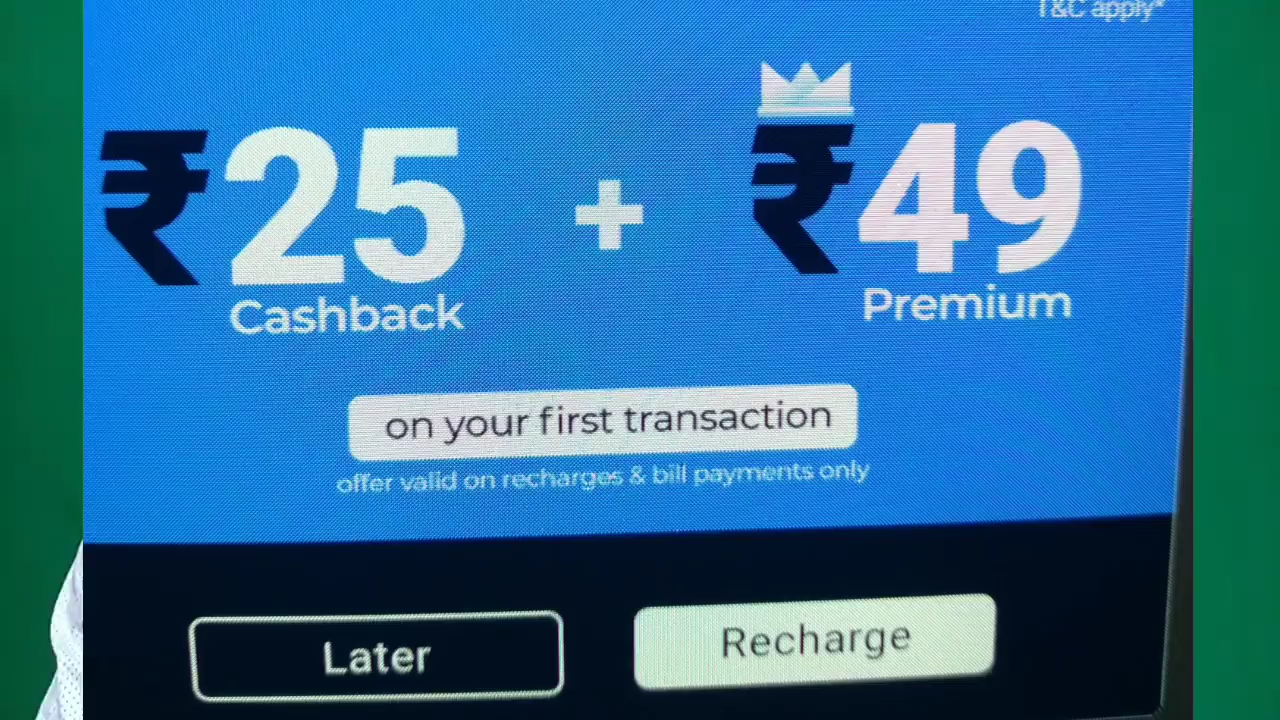 T&C apply*
₹25 + ₹49
Cashback Premium
on your first transaction
offer valid on recharges & bill payments only
Later Recharge